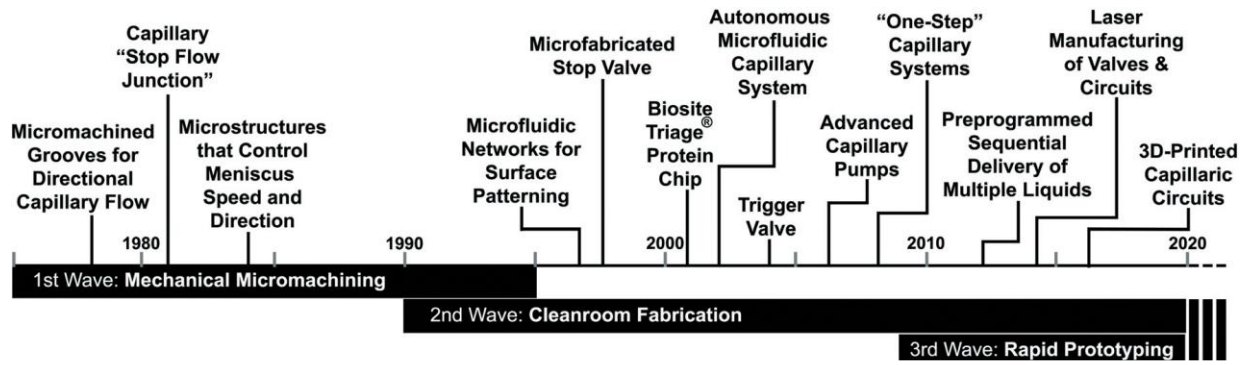 Capillary
“Stop Flow
Junction”
Micromachined
Grooves for
Directional
Capillary Flow
Microstructures
that Control
Meniscus
Speed and
Direction
Microfluidic
Networks for
Surface
Patterning
Microfabricated
Stop Valve
Biosite
Triage®
Protein
Chip
Autonomous
Microfluidic
Capillary
System
Trigger
Valve
Advanced
Capillary
Pumps
“One-Step”
Capillary
Systems
Preprogrammed
Sequential
Delivery of
Multiple Liquids
Laser
Manufacturing
of Valves &
Circuits
3D-Printed
Capillaric
Circuits
1980
1990
2000
2010
2020
1st Wave: Mechanical Micromachining
2nd Wave: Cleanroom Fabrication
3rd Wave: Rapid Prototyping